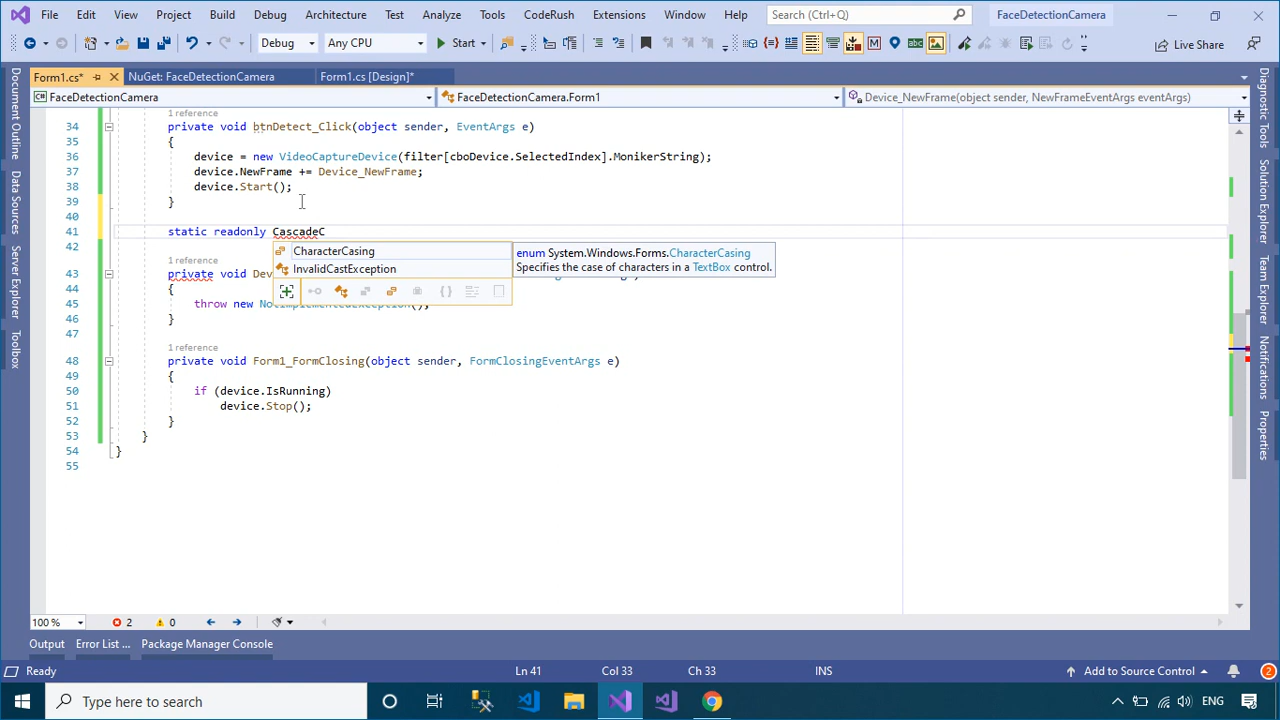 File Edit View Project Build Debug Architecture Test Analyze Tools CodeRush Extensions Window Help Search (Ctrl+Q) FaceDetectionCamera
Debug Any CPU Start Live Share
Form1.cs* NuGet: FaceDetectionCamera Form1.cs [Design]*
FaceDetectionCamera FaceDetectionCamera.Form1 Device_NewFrame(object sender, NewFrameEventArgs eventArgs)
1 reference
34 private void btnDetect_Click(object sender, EventArgs e)
35 {
36 device = new VideoCaptureDevice(filter[cboDevice.SelectedIndex].MonikerString);
37 device.NewFrame += Device_NewFrame;
38 device.Start();
39 }
40
41 static readonly CascadeC
42
CharacterCasing
InvalidCastException
enum System.Windows.Forms.CharacterCasing
Specifies the case of characters in a TextBox control.
1 reference
43 private void Dev
44 {
45 throw new NotImplementedException();
46 }
47
1 reference
48 private void Form1_FormClosing(object sender, FormClosingEventArgs e)
49 {
50 if (device.IsRunning)
51 device.Stop();
52 }
53 }
54 }
55
100 % 2 0
Output Error List ... Package Manager Console
Ready Ln 41 Col 33 Ch 33 INS Add to Source Control 2
Type here to search ENG
Document Outline
Data Sources
Server Explorer
Toolbox
Diagnostic Tools
Solution Explorer
Team Explorer
Notifications
Properties